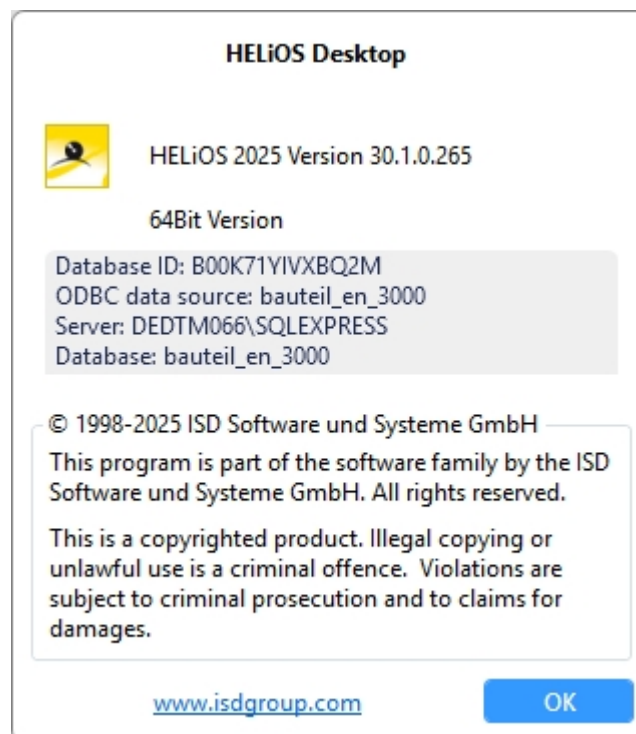 HELiOS Desktop
HELiOS 2025 Version 30.1.0.265
64Bit Version
Database ID: B00K71YIVXBQ2M
ODBC data source: bauteil_en_3000
Server: DEDTM066\SQLEXPRESS
Database: bauteil_en_3000
© 1998-2025 ISD Software und Systeme GmbH
This program is part of the software family by the ISD
Software und Systeme GmbH. All rights reserved.
This is a copyrighted product. Illegal copying or
unlawful use is a criminal offence.  Violations are
subject to criminal prosecution and to claims for
damages.
www.isdgroup.com
OK